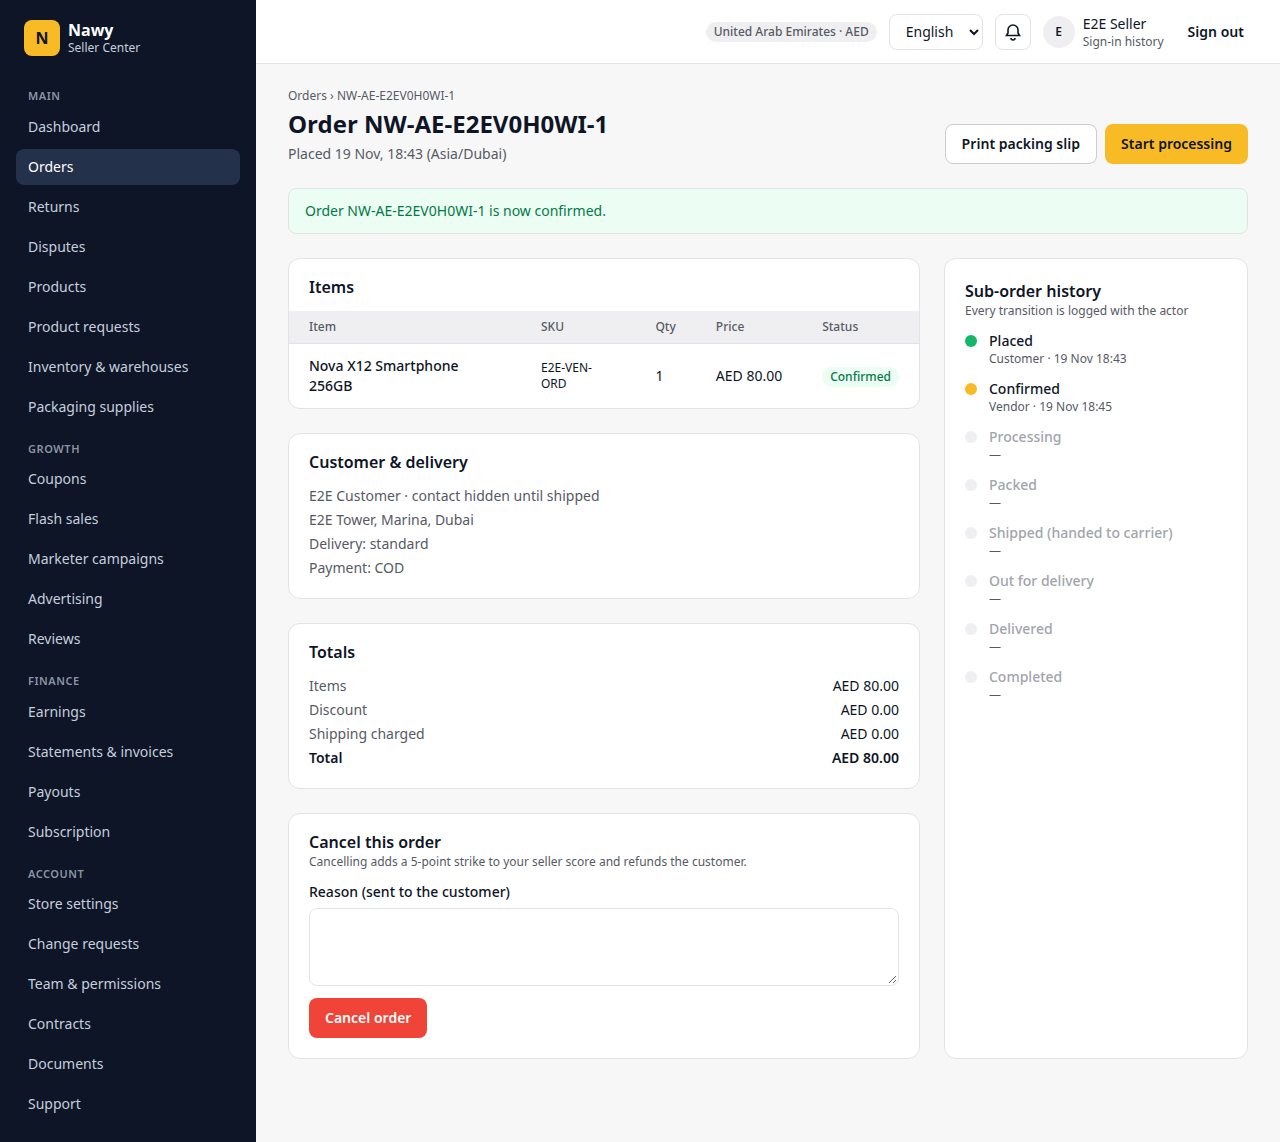 N
Nawy
Seller Center
MAIN
Dashboard
Orders
Returns
Disputes
Products
Product requests
Inventory & warehouses
Packaging supplies
GROWTH
Coupons
Flash sales
Marketer campaigns
Advertising
Reviews
FINANCE
Earnings
Statements & invoices
Payouts
Subscription
ACCOUNT
Store settings
Change requests
Team & permissions
Contracts
Documents
Support
United Arab Emirates · AED
English
E
E2E Seller
Sign-in history
Sign out
Orders › NW-AE-E2EV0H0WI-1
Order NW-AE-E2EV0H0WI-1
Placed 19 Nov, 18:43 (Asia/Dubai)
Print packing slip
Start processing
Order NW-AE-E2EV0H0WI-1 is now confirmed.
Items
Item SKU Qty Price Status
Nova X12 Smartphone
256GB
E2E-VEN-
ORD
1
AED 80.00
Confirmed
Customer & delivery
E2E Customer · contact hidden until shipped
E2E Tower, Marina, Dubai
Delivery: standard
Payment: COD
Totals
Items AED 80.00
Discount AED 0.00
Shipping charged AED 0.00
Total AED 80.00
Cancel this order
Cancelling adds a 5-point strike to your seller score and refunds the customer.
Reason (sent to the customer)
Cancel order
Sub-order history
Every transition is logged with the actor
Placed
Customer · 19 Nov 18:43
Confirmed
Vendor · 19 Nov 18:45
Processing
—
Packed
—
Shipped (handed to carrier)
—
Out for delivery
—
Delivered
—
Completed
—